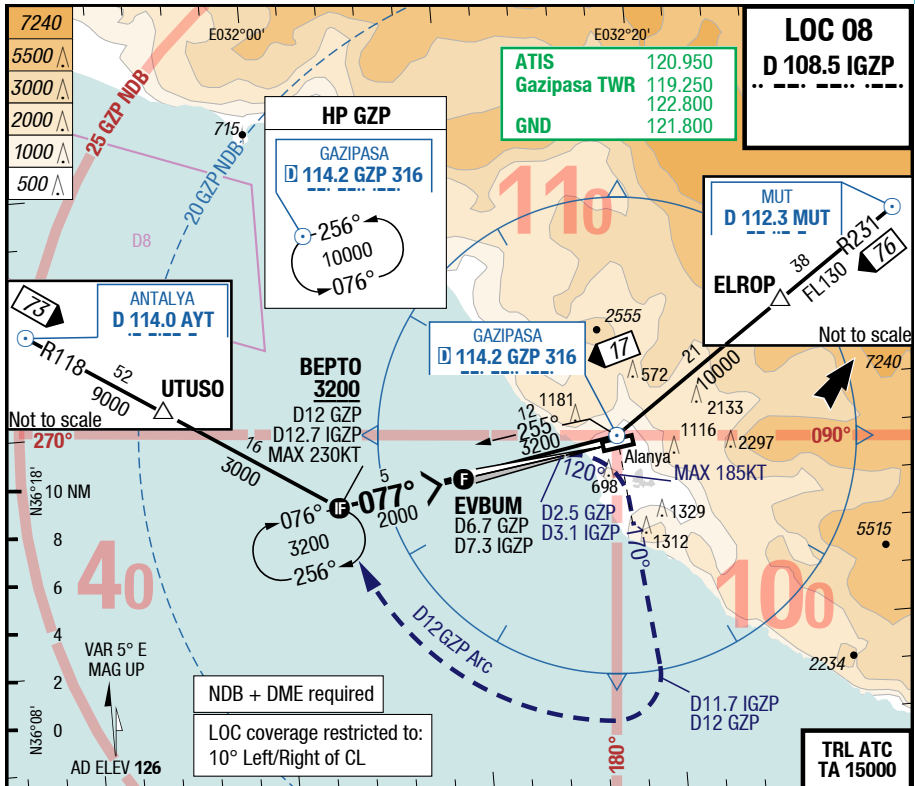 7240
5500
3000
2000
1000
500
E032°00'
E032°20'
LOC 08
D 108.5 IGZP
ATIS 120.950
Gazipasa TWR 119.250
122.800
GND 121.800
25 GZP NDB
20 GZP NDB
715
HP GZP
GAZIPASA
D 114.2 GZP 316
256°
10000
076°
D8
110
MUT
D 112.3 MUT
R231
76
38
FL130
ELROP
Not to scale
7240
73
ANTALYA
D 114.0 AYT
R118
52
9000
UTUSO
Not to scale
GAZIPASA
D 114.2 GZP 316
2555
17
572
21
10000
2133
1181
1116
2297
BEPTO
3200
D12 GZP
D12.7 IGZP
MAX 230KT
12
255°
3200
270°
090°
16
3000
Alanya
120°
MAX 185KT
698
5
077°
2000
F
EVBUM
D6.7 GZP
D7.3 IGZP
D2.5 GZP
D3.1 IGZP
1329
1312
170°
5515
N36°18'
10 NM
8
6
4
2
0
N36°08'
IF
076°
3200
256°
40
100
D12 GZP Arc
2234
D11.7 IGZP
D12 GZP
180°
VAR 5° E
MAG UP
AD ELEV 126
NDB + DME required
LOC coverage restricted to:
10° Left/Right of CL
TRL ATC
TA 15000